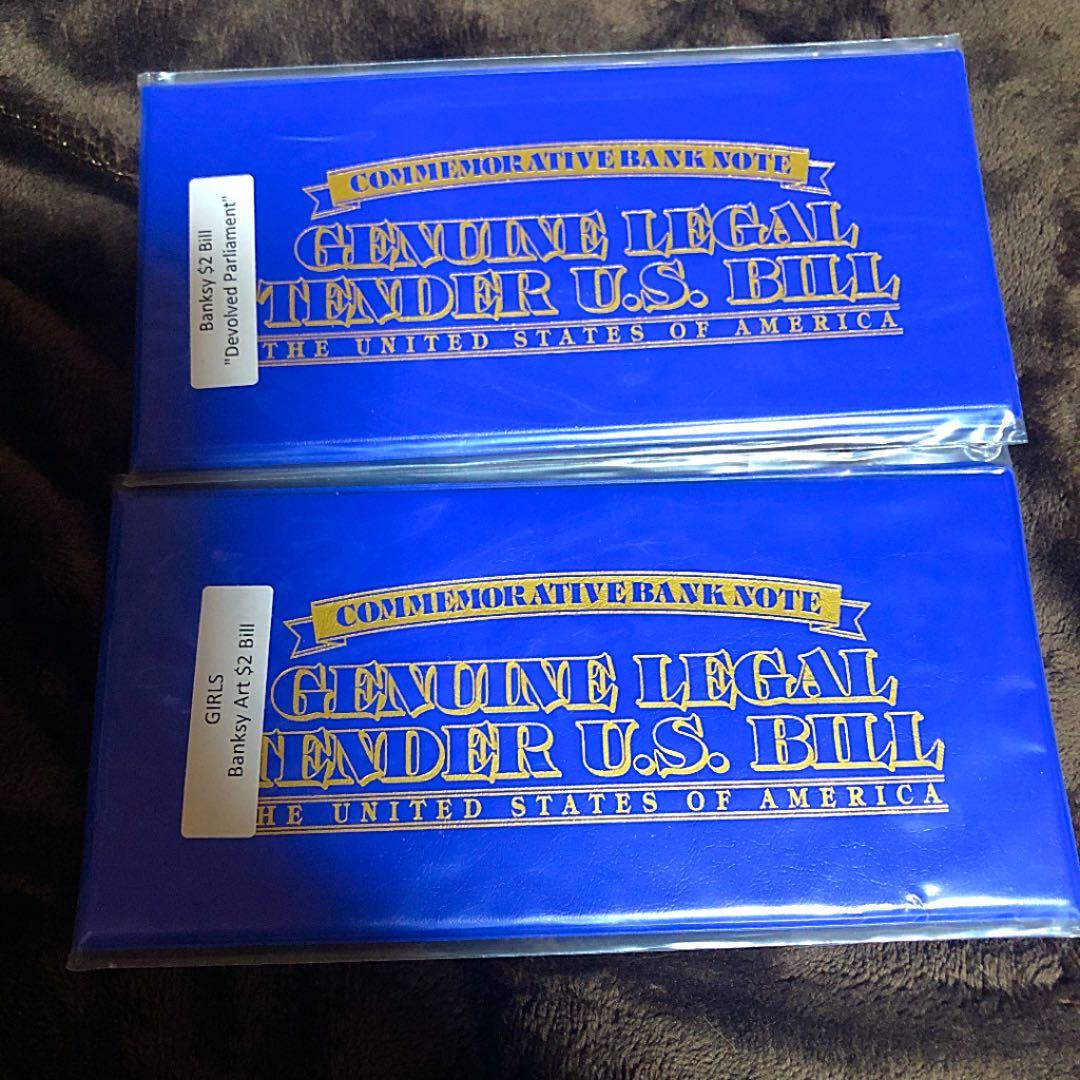 COMMEMORATIVE BANK NOTE
GENUINE LEGAL
TENDER U.S. BILL
THE UNITED STATES OF AMERICA
Banksy $2 Bill
"Devolved Parliament"
COMMEMORATIVE BANK NOTE
GENUINE LEGAL
TENDER U.S. BILL
HE UNITED STATES OF AMERICA
GIRLS
Banksy Art $2 Bill